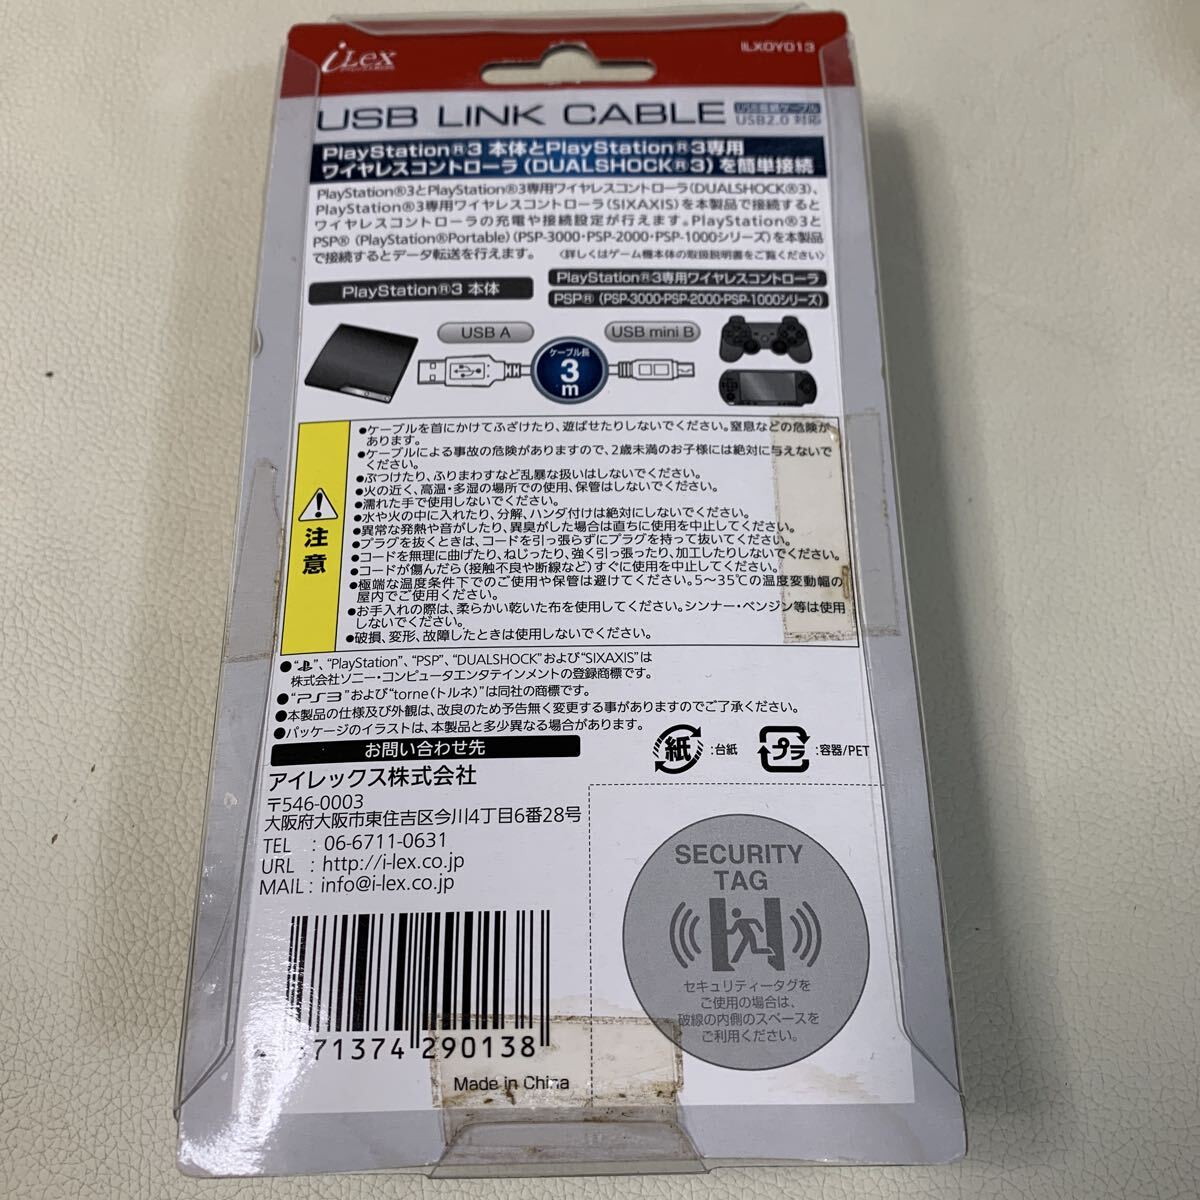 iLex
ILX0Y013
USB LINK CABLE
USB接続ケーブル
USB2.0 対応
PlayStation®3 本体とPlayStation®3専用
ワイヤレスコントローラ(DUALSHOCK®3)を簡単接続
PlayStation®3とPlayStation®3専用ワイヤレスコントローラ(DUALSHOCK®3)、
PlayStation®3専用ワイヤレスコントローラ(SIXAXIS)を本製品で接続すると
ワイヤレスコントローラの充電や接続設定が行えます。PlayStation®3と
PSP®(PlayStation®Portable)(PSP-3000・PSP-2000・PSP-1000シリーズ)を本製品
で接続するとデータ転送を行えます。 〈詳しくはゲーム機本体の取扱説明書をご覧ください〉
PlayStation®3 本体
PlayStation®3専用ワイヤレスコントローラ
PSP®(PSP-3000・PSP-2000・PSP-1000シリーズ)
USB A
ケーブル長
3
m
USB mini B
注意
●ケーブルを首にかけてふざけたり、遊ばせたりしないでください。窒息などの危険が
あります。
●ケーブルによる事故の危険がありますので、2歳未満のお子様には絶対に与えないで
ください。
●ぶつけたり、ふりまわすなど乱暴な扱いはしないでください。
●火の近く、高温・多湿の場所での使用、保管はしないでください。
●濡れた手で使用しないでください。
●水や火の中に入れたり、分解、ハンダ付けは絶対にしないでください。
●異常な発熱や音がしたり、異臭がした場合は直ちに使用を中止してください。
●プラグを抜くときは、コードを引っ張らずにプラグを持って抜いてください。
●コードを無理に曲げたり、ねじったり、強く引っ張ったり、加工したりしないでください。
●コードが傷んだら(接触不良や断線など)すぐに使用を中止してください。
●極端な温度条件下でのご使用や保管は避けてください。5～35℃の温度変動幅の
屋内でご使用ください。
●お手入れの際は、柔らかい乾いた布を使用してください。シンナー・ベンジン等は使用
しないでください。
●破損、変形、故障したときは使用しないでください。
●“ ”、“PlayStation”、“PSP”、“DUALSHOCK”および“SIXAXIS”は
株式会社ソニー・コンピュータエンタテインメントの登録商標です。
●“PS3”および“torne(トルネ)”は同社の商標です。
●本製品の仕様及び外観は、改良のため予告無く変更する事がありますのでご了承ください。
●パッケージのイラストは、本製品と多少異なる場合があります。
お問い合わせ先
紙 :台紙
プラ :容器/PET
アイレックス株式会社
〒546-0003
大阪府大阪市東住吉区今川4丁目6番28号
TEL : 06-6711-0631
URL : http://i-lex.co.jp
MAIL : info@i-lex.co.jp
SECURITY
TAG
セキュリティータグを
ご使用の場合は、
破線の内側のスペースを
ご利用ください。
571374 290138
Made in China